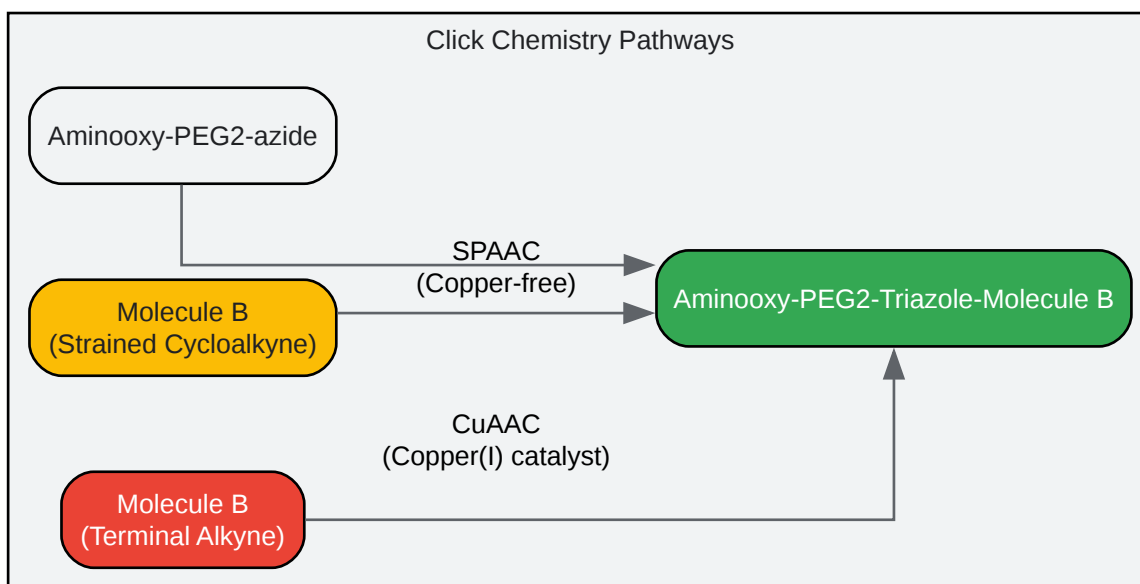 Click Chemistry Pathways
Aminooxy-PEG2-azide
SPAAC
(Copper-free)
Molecule B
(Strained Cycloalkyne)
Aminooxy-PEG2-Triazole-Molecule B
CuAAC
(Copper(I) catalyst)
Molecule B
(Terminal Alkyne)